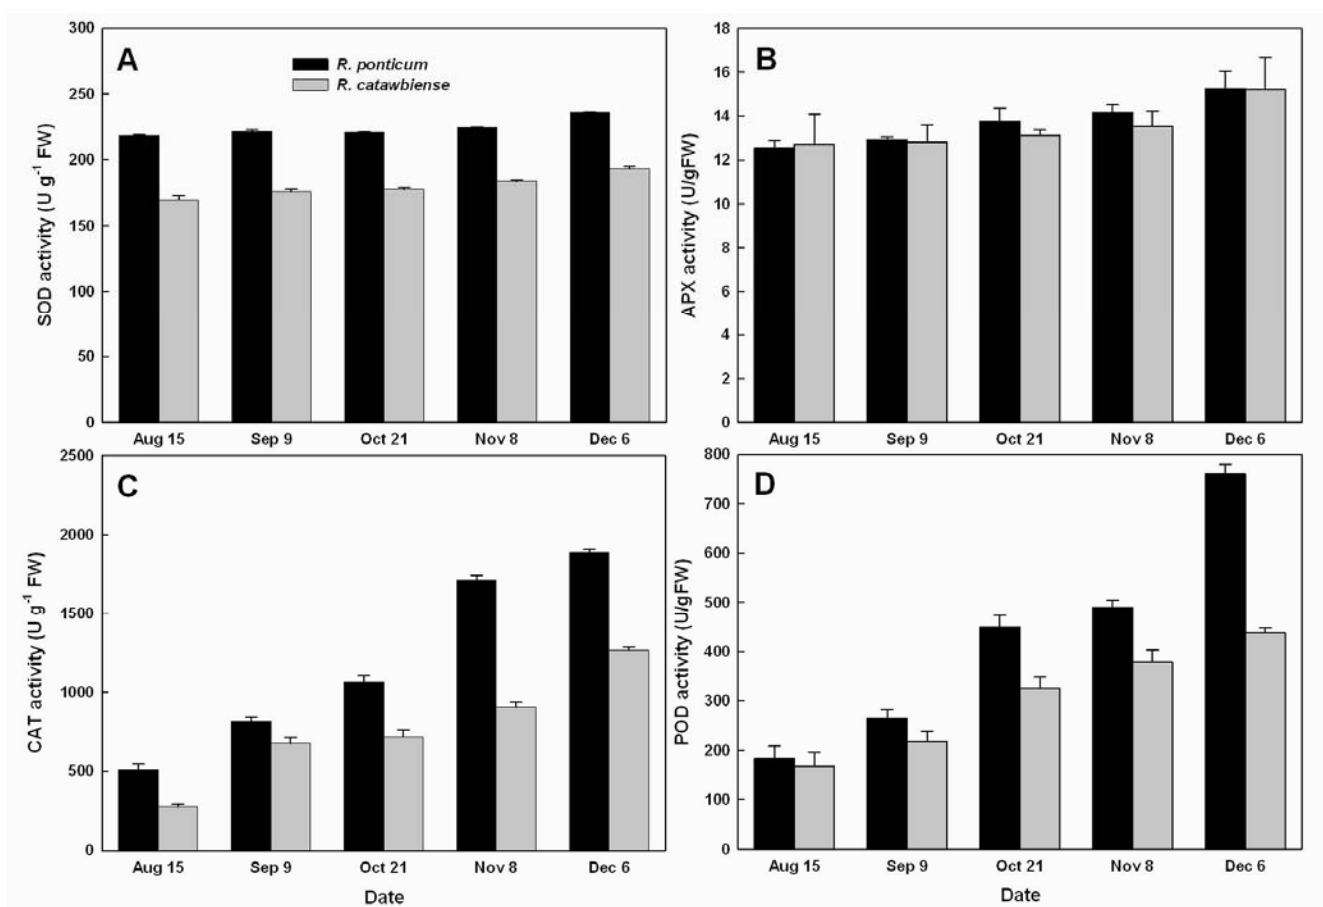 A
R. ponticum
R. catawbiense
SOD activity (U g⁻¹ FW)
300
250
200
150
100
50
0
Aug 15 Sep 9 Oct 21 Nov 8 Dec 6
B
APX activity (U/gFW)
18
16
14
12
10
8
6
4
2
0
Aug 15 Sep 9 Oct 21 Nov 8 Dec 6
C
CAT activity (U g⁻¹ FW)
2500
2000
1500
1000
500
0
Aug 15 Sep 9 Oct 21 Nov 8 Dec 6
Date
D
POD activity (U/gFW)
800
700
600
500
400
300
200
100
0
Aug 15 Sep 9 Oct 21 Nov 8 Dec 6
Date